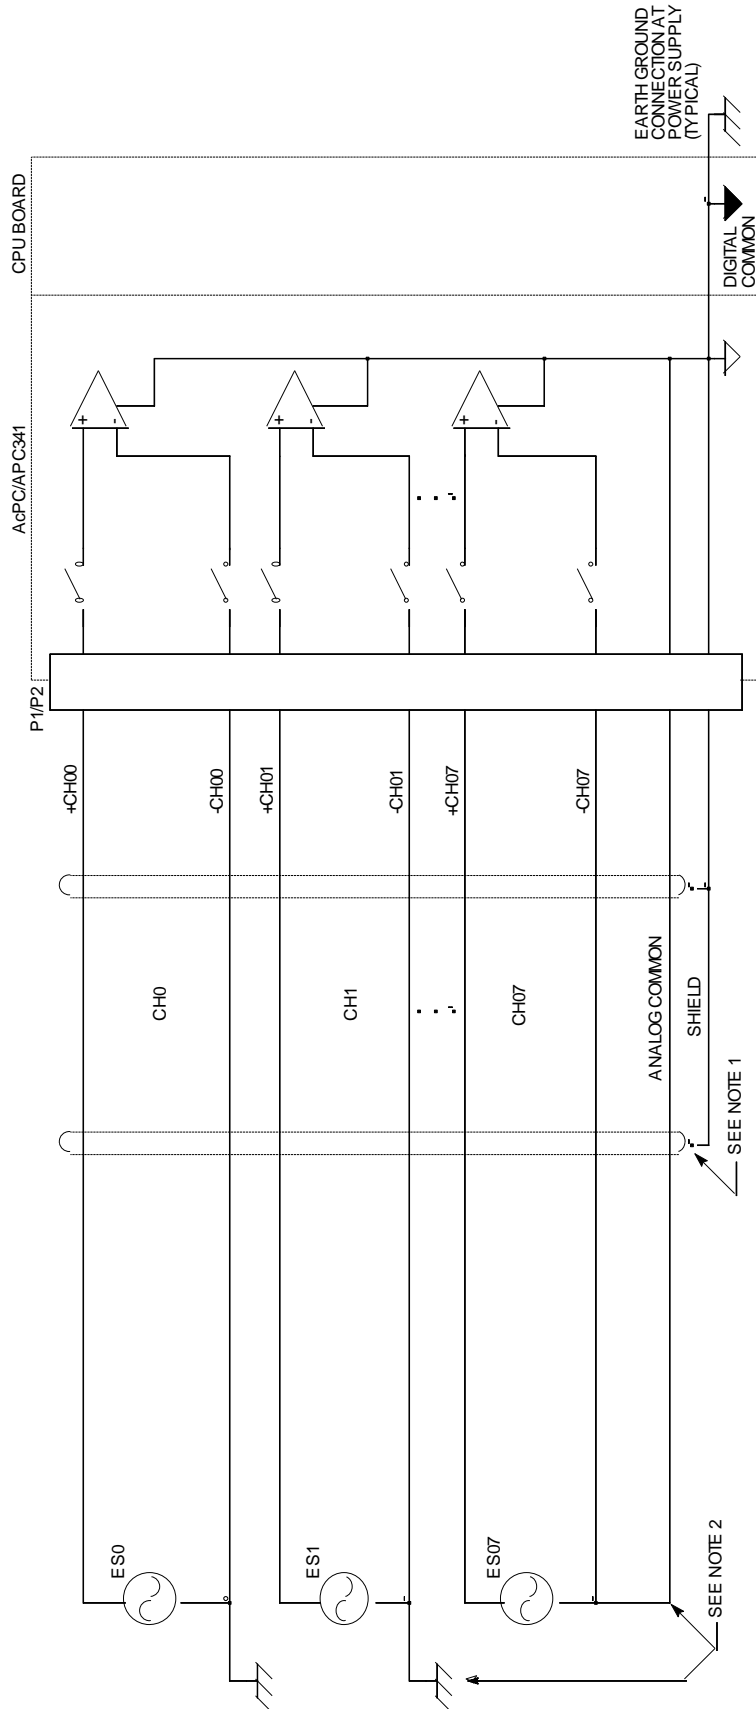 CPU BOARD
AcPC/APC341
EARTH GROUND
CONNECTION AT
POWER SUPPLY
(TYPICAL)
DIGITAL
COMMON
+
-
+
-
+
-
P1/P2
+CH00
-CH00
+CH01
-CH01
+CH07
-CH07
CH0
CH1
CH07
ANALOG COMMON
SHIELD
SEE NOTE 1
ES0
ES1
ES07
SEE NOTE 2